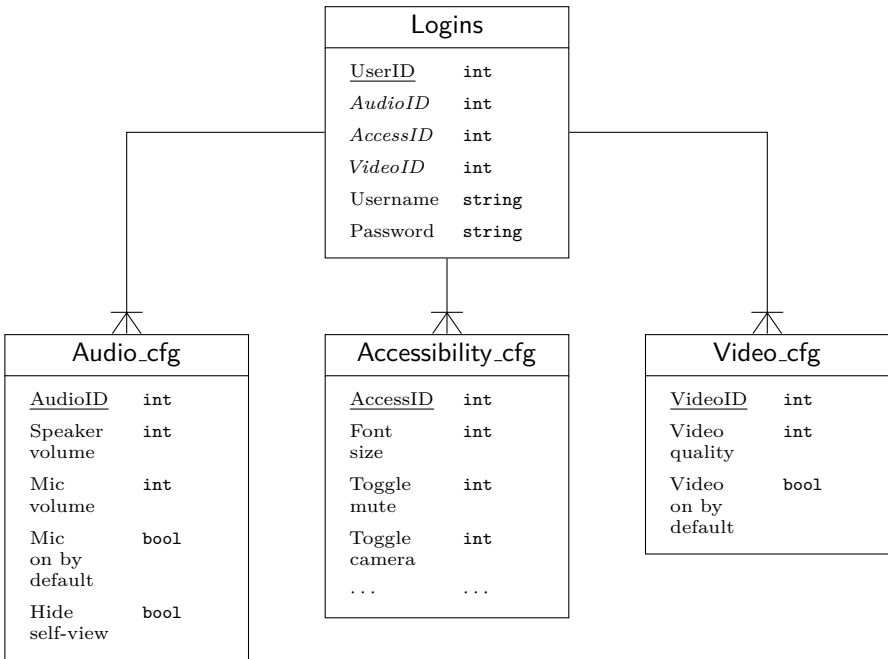 Logins
UserID int
AudioID int
AccessID int
VideoID int
Username string
Password string
Audio_cfg
AudioID int
Speaker int
volume
Mic int
volume
Mic bool
on by
default
Hide bool
self-view
Accessibility_cfg
AccessID int
Font int
size
Toggle int
mute
Toggle int
camera
... ...
Video_cfg
VideoID int
Video int
quality
Video bool
on by
default